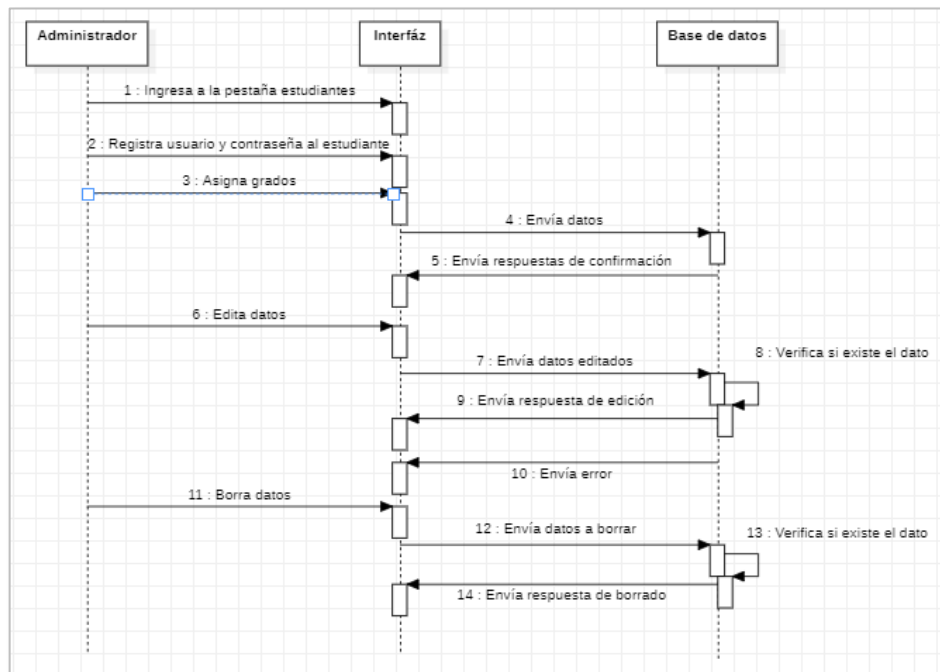 Administrador
Interfáz
Base de datos
1 : Ingresa a la pestaña estudiantes
2 : Registra usuario y contraseña al estudiante
3 : Asigna grados
4 : Envía datos
5 : Envía respuestas de confirmación
6 : Edita datos
8 : Verifica si existe el dato
7 : Envía datos editados
9 : Envía respuesta de edición
10 : Envía error
11 : Borra datos
12 : Envía datos a borrar
13 : Verifica si existe el dato
14 : Envía respuesta de borrado